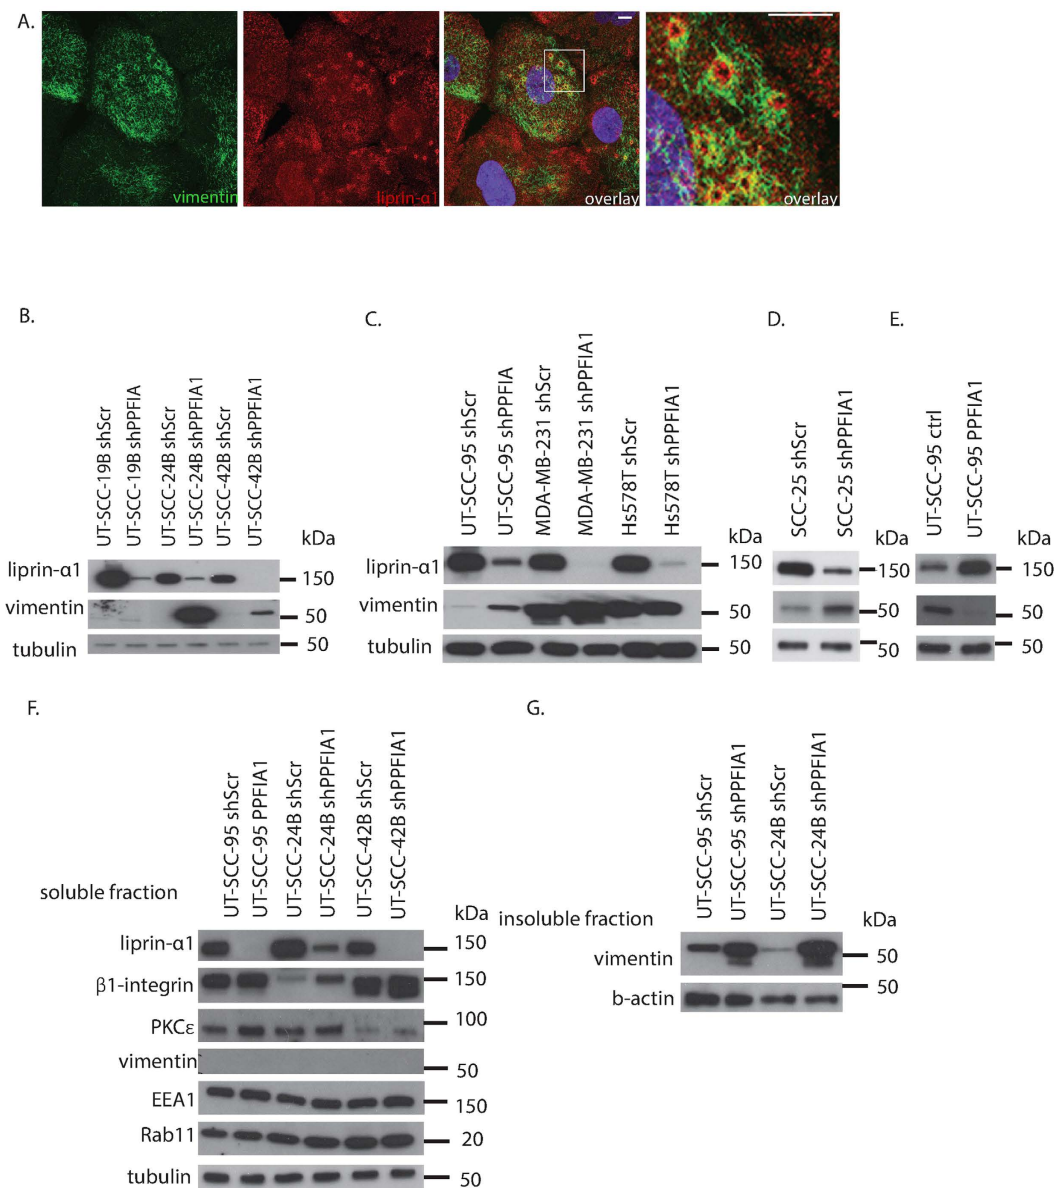 A.
vimentin
liprin-α1
overlay
overlay
B.
UT-SCC-19B shScr
UT-SCC-19B shPPFIA
UT-SCC-24B shScr
UT-SCC-24B shPPFIA1
UT-SCC-42B shScr
UT-SCC-42B shPPFIA1
kDa
liprin-α1
150
vimentin
50
tubulin
50
C.
UT-SCC-95 shScr
UT-SCC-95 shPPFIA
MDA-MB-231 shScr
MDA-MB-231 shPPFIA1
Hs578T shScr
Hs578T shPPFIA1
kDa
liprin-α1
150
vimentin
50
tubulin
50
D.
SCC-25 shScr
SCC-25 shPPFIA1
kDa
150
50
50
E.
UT-SCC-95 ctrl
UT-SCC-95 PPFIA1
kDa
150
50
50
F.
UT-SCC-95 shScr
UT-SCC-95 PPFIA1
UT-SCC-24B shScr
UT-SCC-24B shPPFIA1
UT-SCC-42B shScr
UT-SCC-42B shPPFIA1
soluble fraction
kDa
liprin-α1
150
β1-integrin
150
PKCε
100
vimentin
50
EEA1
150
Rab11
20
tubulin
50
G.
UT-SCC-95 shScr
UT-SCC-95 shPPFIA1
UT-SCC-24B shScr
UT-SCC-24B shPPFIA1
insoluble fraction
kDa
vimentin
50
b-actin
50